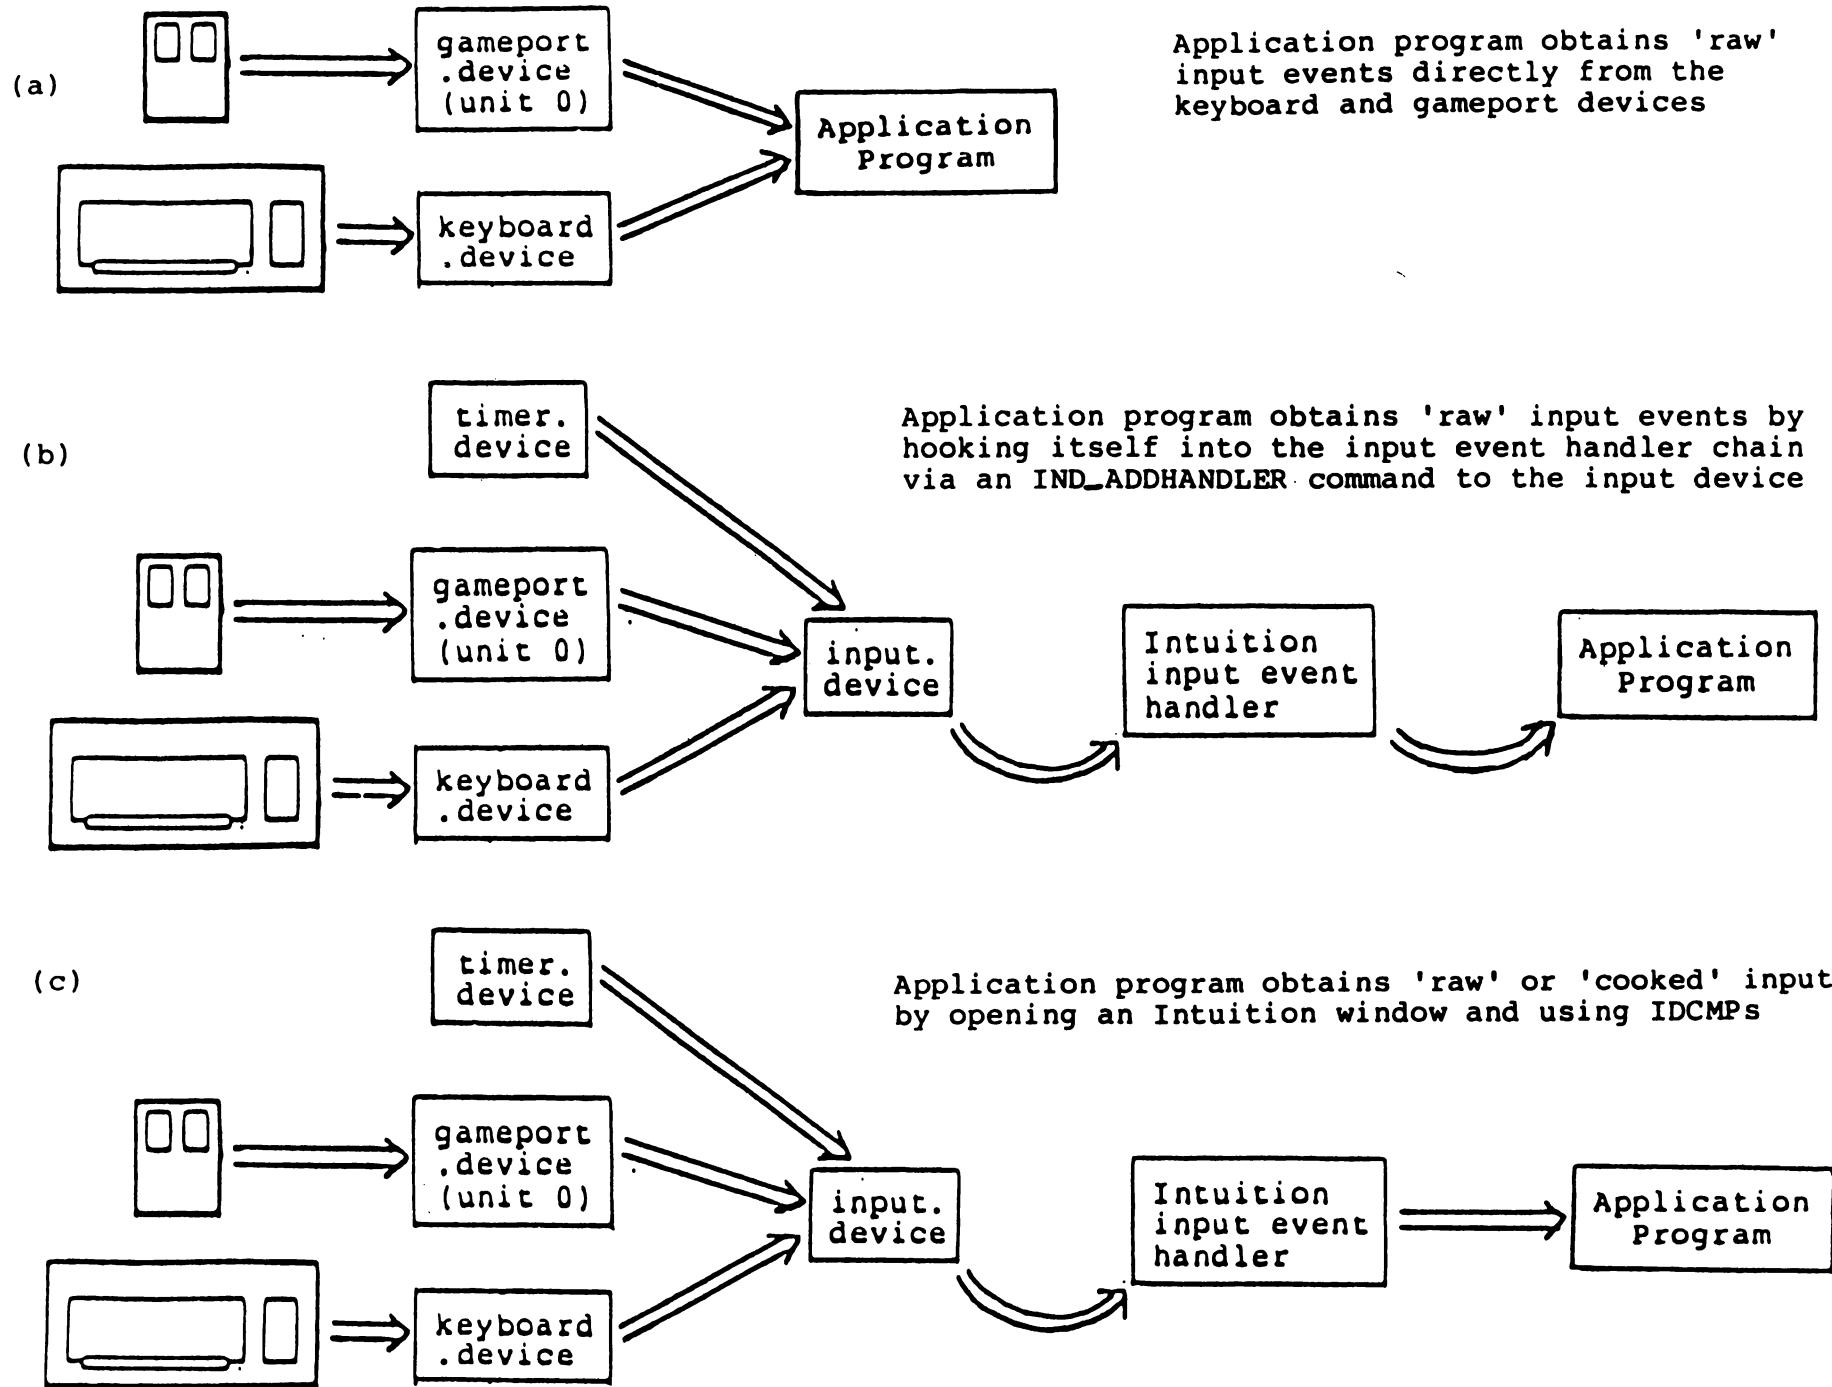 (a)
gameport
.device
(unit 0)
keyboard
.device
Application
Program
Application program obtains 'raw'
input events directly from the
keyboard and gameport devices
(b)
timer.
device
gameport
.device
(unit 0)
keyboard
.device
input.
device
Intuition
input event
handler
Application
Program
Application program obtains 'raw' input events by
hooking itself into the input event handler chain
via an IND_ADDHANDLER command to the input device
(c)
timer.
device
gameport
.device
(unit 0)
keyboard
.device
input.
device
Intuition
input event
handler
Application
Program
Application program obtains 'raw' or 'cooked' input
by opening an Intuition window and using IDCMPs